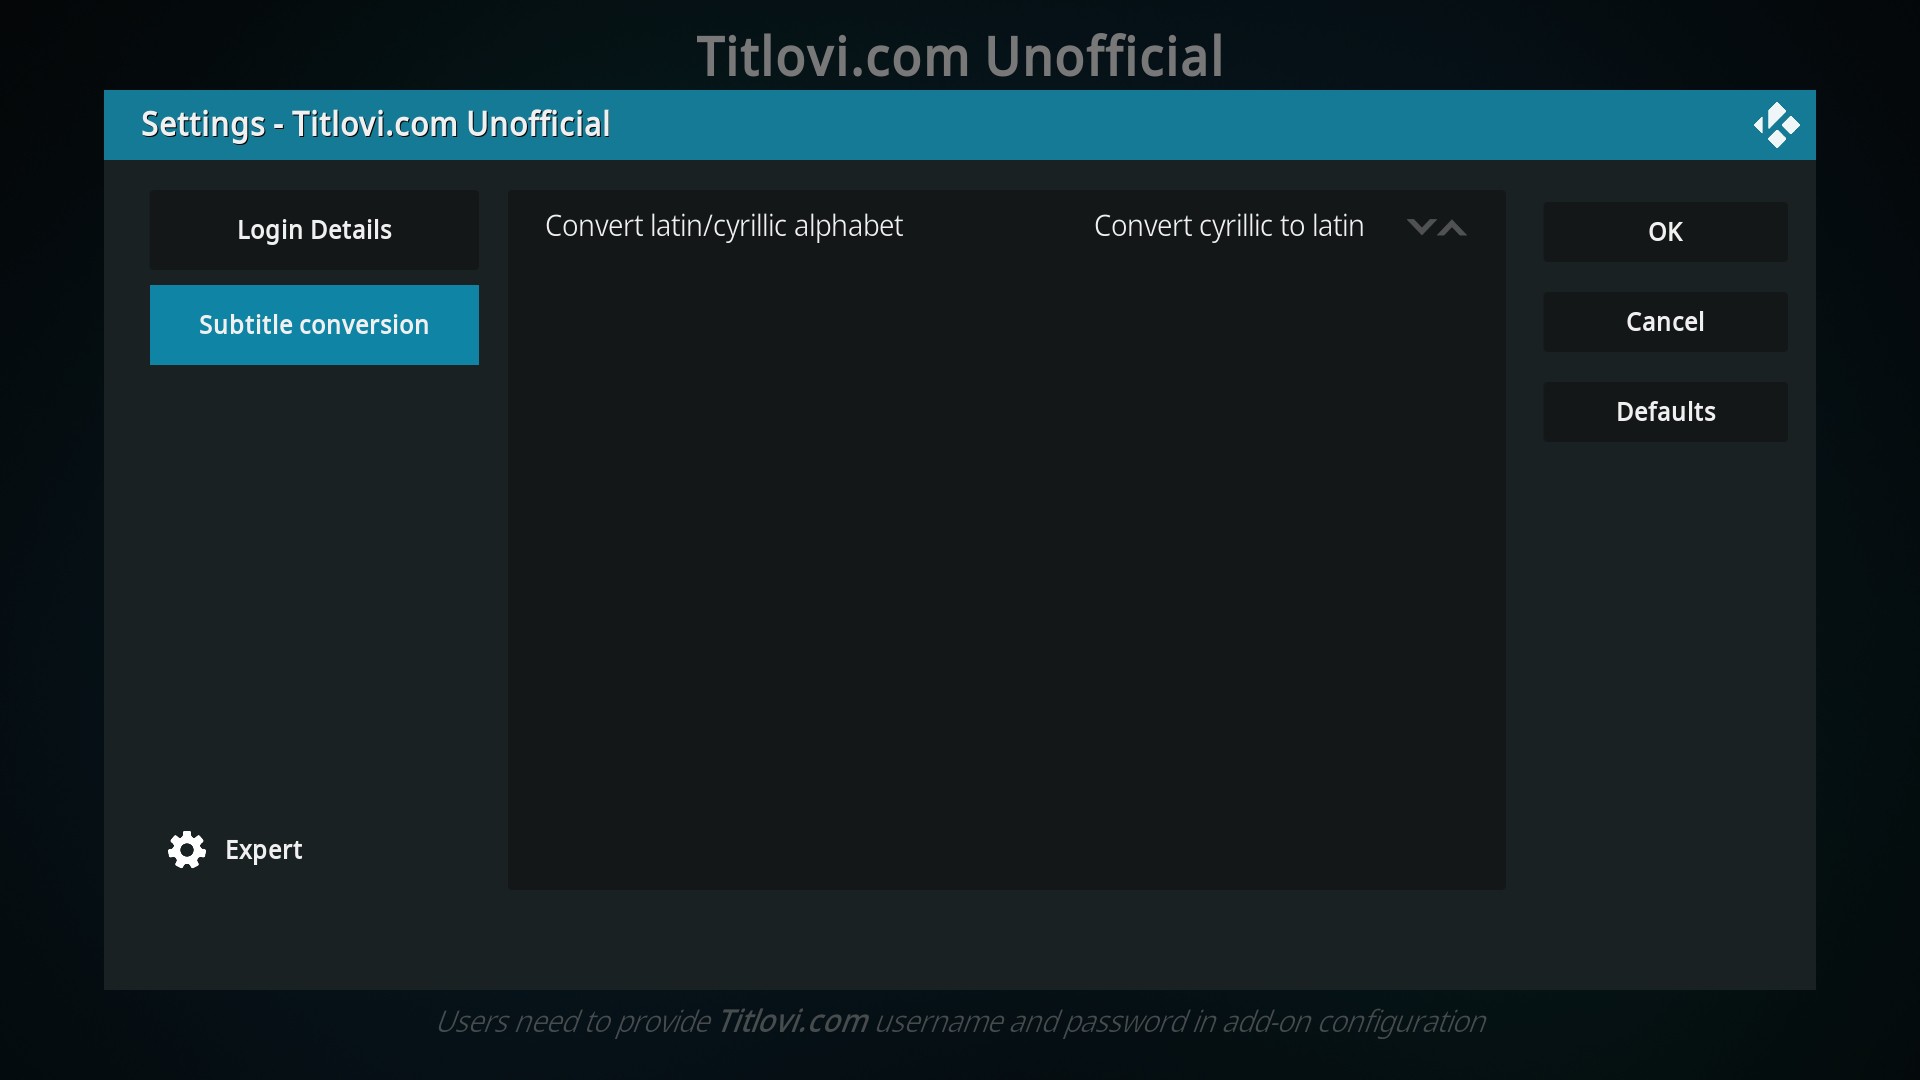 Titlovi.com Unofficial
Settings - Titlovi.com Unofficial
Login Details
Subtitle conversion
Convert latin/cyrillic alphabet
Convert cyrillic to latin
OK
Cancel
Defaults
Expert
Users need to provide Titlovi.com username and password in add-on configuration